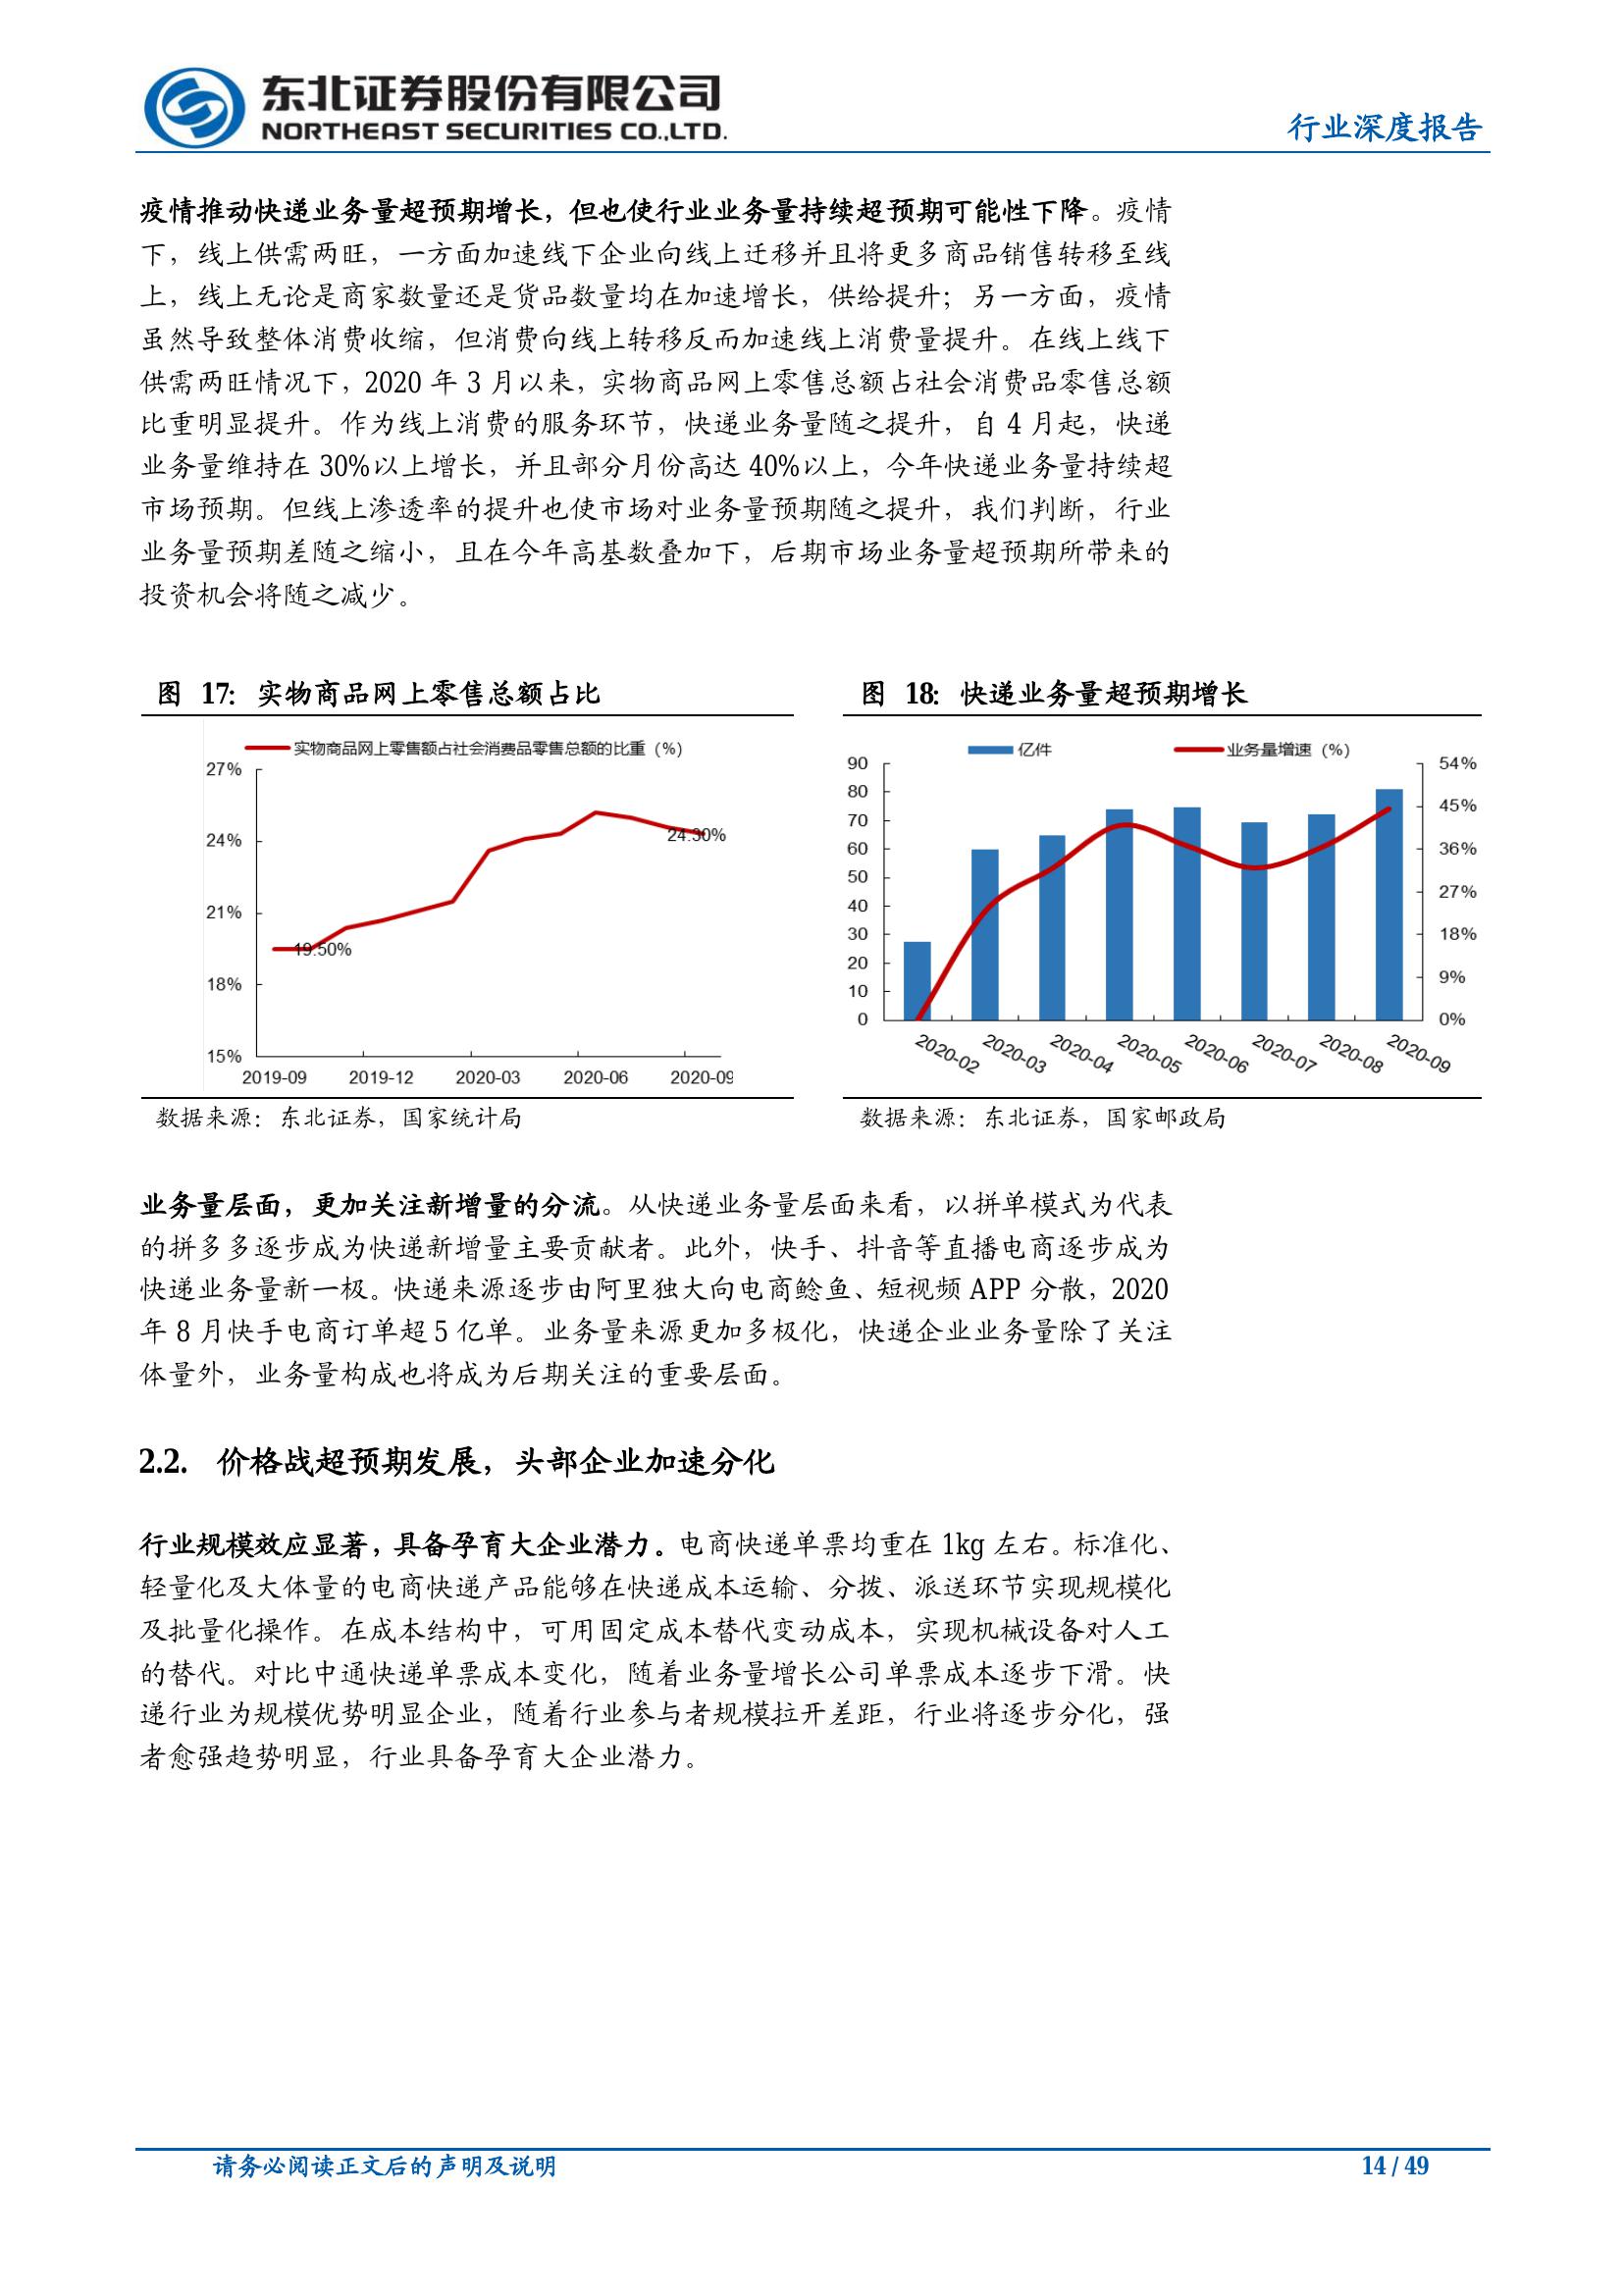 东北证券股份有限公司
NORTHEAST SECURITIES CO.,LTD.
行业深度报告
疫情推动快递业务量超预期增长，但也使行业业务量持续超预期可能性下降。疫情
下，线上供需两旺，一方面加速线下企业向线上迁移并且将更多商品销售转移至线
上，线上无论是商家数量还是货品数量均在加速增长，供给提升；另一方面，疫情
虽然导致整体消费收缩，但消费向线上转移反而加速线上消费量提升。在线上线下
供需两旺情况下，2020 年 3 月以来，实物商品网上零售总额占社会消费品零售总额
比重明显提升。作为线上消费的服务环节，快递业务量随之提升，自 4 月起，快递
业务量维持在 30%以上增长，并且部分月份高达 40%以上，今年快递业务量持续超
市场预期。但线上渗透率的提升也使市场对业务量预期随之提升，我们判断，行业
业务量预期差随之缩小，且在今年高基数叠加下，后期市场业务量超预期所带来的
投资机会将随之减少。
图 17：实物商品网上零售总额占比
实物商品网上零售额占社会消费品零售总额的比重（%）
27%
24%
21%
18%
15%
19.50%
24.30%
2019-09 2019-12 2020-03 2020-06 2020-09
数据来源：东北证券，国家统计局
图 18：快递业务量超预期增长
亿件 业务量增速（%）
90 54%
80 45%
70 36%
60 27%
50 18%
40 9%
30 0%
20
10
0
2020-02 2020-03 2020-04 2020-05 2020-06 2020-07 2020-08 2020-09
数据来源：东北证券，国家邮政局
业务量层面，更加关注新增量的分流。从快递业务量层面来看，以拼单模式为代表
的拼多多逐步成为快递新增量主要贡献者。此外，快手、抖音等直播电商逐步成为
快递业务量新一极。快递来源逐步由阿里独大向电商鲶鱼、短视频 APP 分散，2020
年 8 月快手电商订单超 5 亿单。业务量来源更加多极化，快递企业业务量除了关注
体量外，业务量构成也将成为后期关注的重要层面。
2.2. 价格战超预期发展，头部企业加速分化
行业规模效应显著，具备孕育大企业潜力。电商快递单票均重在 1kg 左右。标准化、
轻量化及大体量的电商快递产品能够在快递成本运输、分拨、派送环节实现规模化
及批量化操作。在成本结构中，可用固定成本替代变动成本，实现机械设备对人工
的替代。对比中通快递单票成本变化，随着业务量增长公司单票成本逐步下滑。快
递行业为规模优势明显企业，随着行业参与者规模拉开差距，行业将逐步分化，强
者愈强趋势明显，行业具备孕育大企业潜力。
请务必阅读正文后的声明及说明
14 / 49